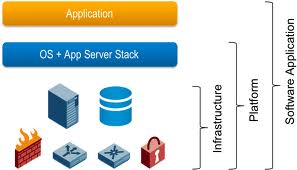 Application
OS + App Server Stack
Infrastructure
Platform
Software Application